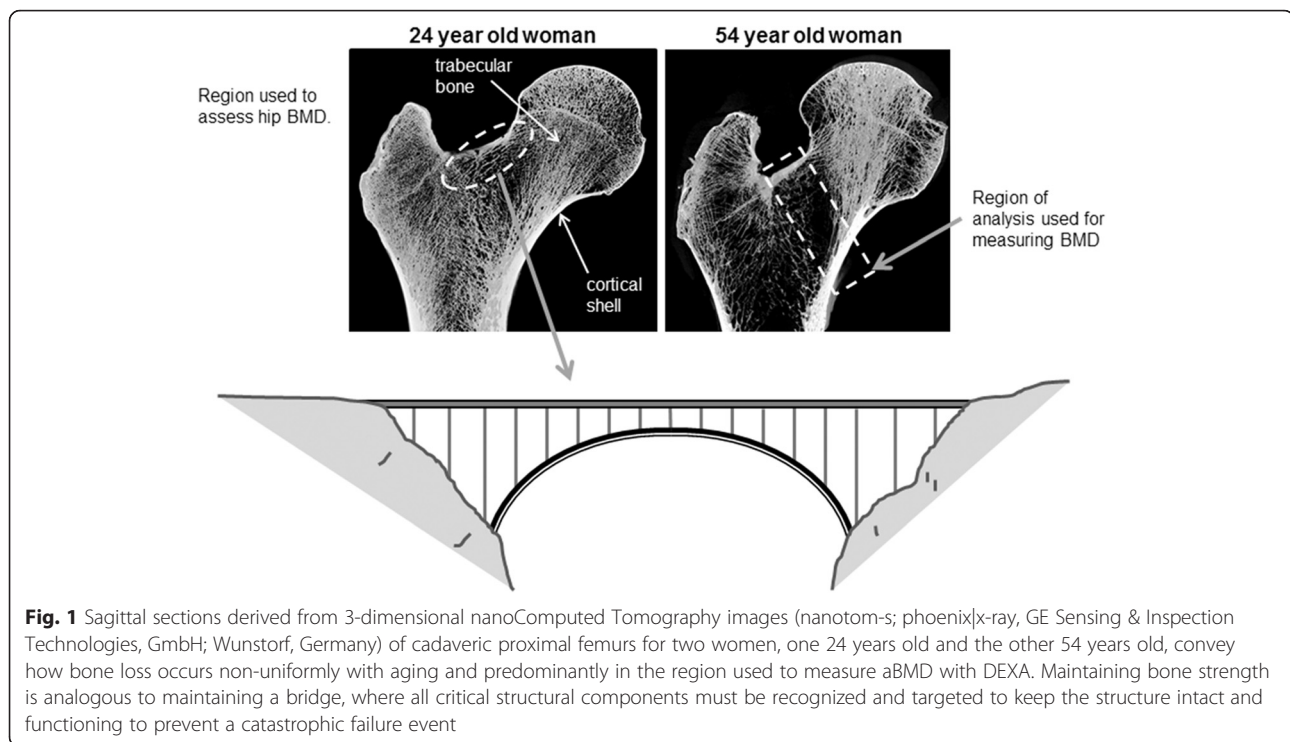 24 year old woman
54 year old woman
Region used to
assess hip BMD.
trabecular
bone
cortical
shell
Region of
analysis used for
measuring BMD
Fig. 1 Sagittal sections derived from 3-dimensional nanoComputed Tomography images (nanotom-s; phoenix|x-ray, GE Sensing & Inspection
Technologies, GmbH; Wunstorf, Germany) of cadaveric proximal femurs for two women, one 24 years old and the other 54 years old, convey
how bone loss occurs non-uniformly with aging and predominantly in the region used to measure aBMD with DEXA. Maintaining bone strength
is analogous to maintaining a bridge, where all critical structural components must be recognized and targeted to keep the structure intact and
functioning to prevent a catastrophic failure event